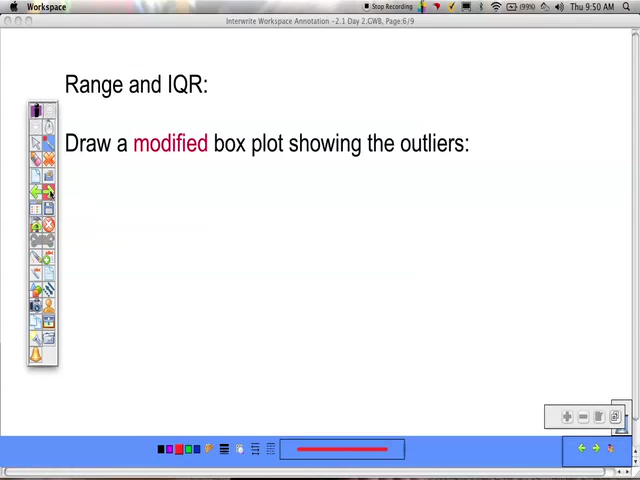 Workspace
Stop Recording
(99%)
Thu 9:50 AM
Interwrite Workspace Annotation -2.1 Day 2.GWB, Page:6/9
Range and IQR:
Draw a modified box plot showing the outliers: